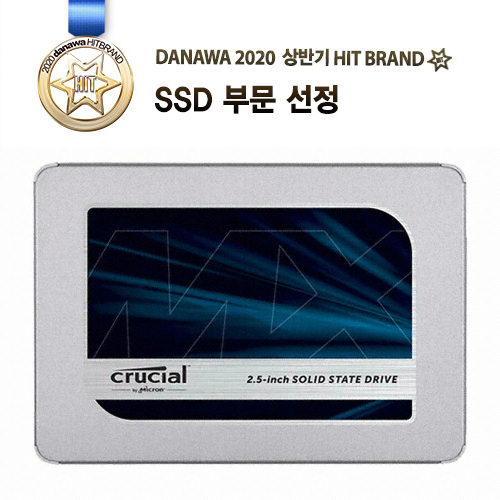 2020 danawa HITBRAND
HIT
DANAWA 2020 상반기 HIT BRAND
SSD 부문 선정
MX
crucial
by Micron
2.5-inch SOLID STATE DRIVE